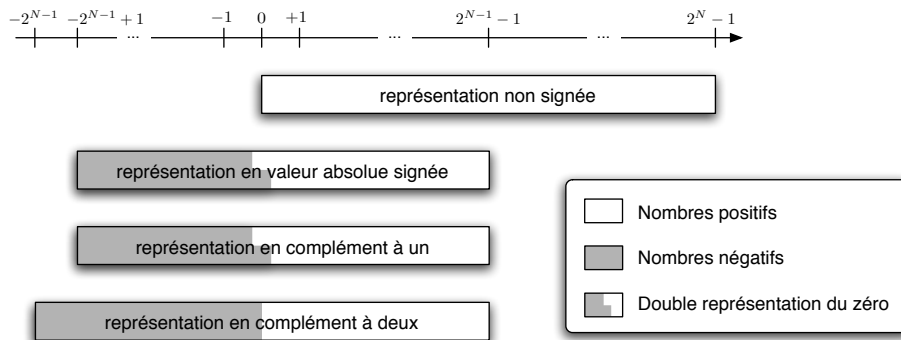 −2^{N−1} −2^{N−1} + 1 −1 0 +1 2^{N−1} − 1 2^N − 1
... ... ...
représentation non signée
représentation en valeur absolue signée
représentation en complément à un
représentation en complément à deux
Nombres positifs
Nombres négatifs
Double représentation du zéro